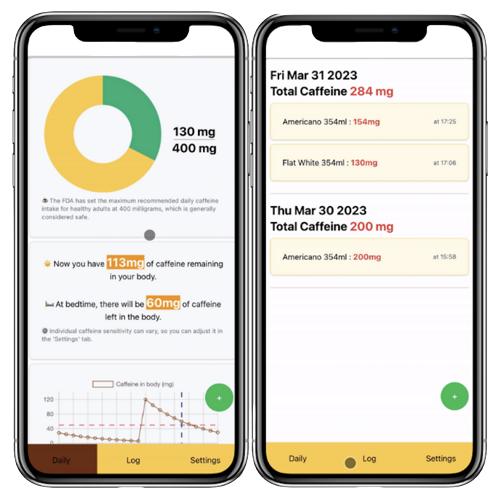 130 mg
400 mg
The FDA has set the maximum recommended daily caffeine
intake for healthy adults at 400 milligrams, which is generally
considered safe.
Now you have 113mg of caffeine remaining
in your body.
At bedtime, there will be 60mg of caffeine
left in the body.
Individual caffeine sensitivity can vary, so you can adjust it
in the 'Settings' tab.
Caffeine in body (mg)
120
80
40
0
+
Daily Log Settings
Fri Mar 31 2023
Total Caffeine 284 mg
Americano 354ml : 154mg at 17:25
Flat White 354ml : 130mg at 17:06
Thu Mar 30 2023
Total Caffeine 200 mg
Americano 354ml : 200mg at 15:58
+
Daily Log Settings